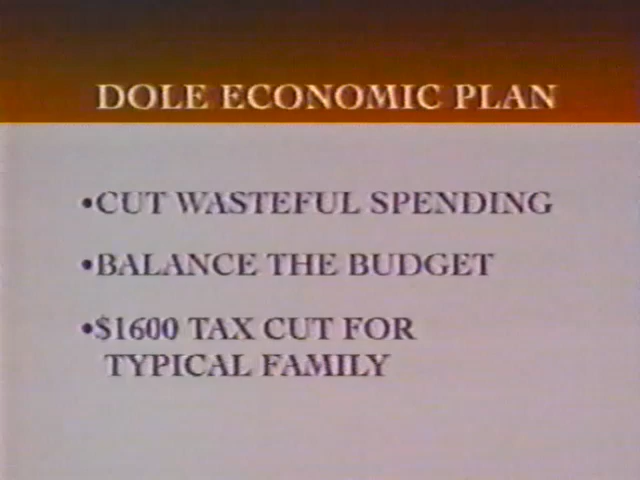 DOLE ECONOMIC PLAN
•CUT WASTEFUL SPENDING
•BALANCE THE BUDGET
•$1600 TAX CUT FOR
TYPICAL FAMILY